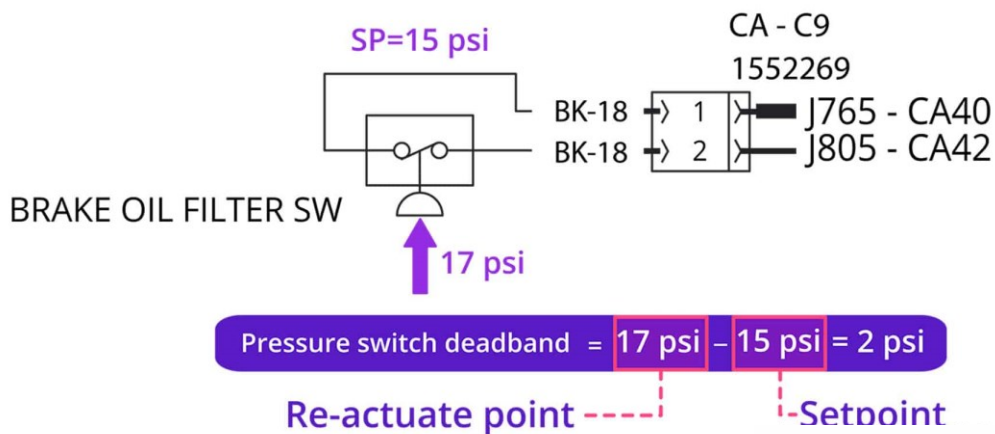 CA - C9
SP=15 psi
1552269
BK-18 1 J765 - CA40
BK-18 2 J805 - CA42
BRAKE OIL FILTER SW
17 psi
Pressure switch deadband = 17 psi – 15 psi = 2 psi
Re-actuate point Setpoint